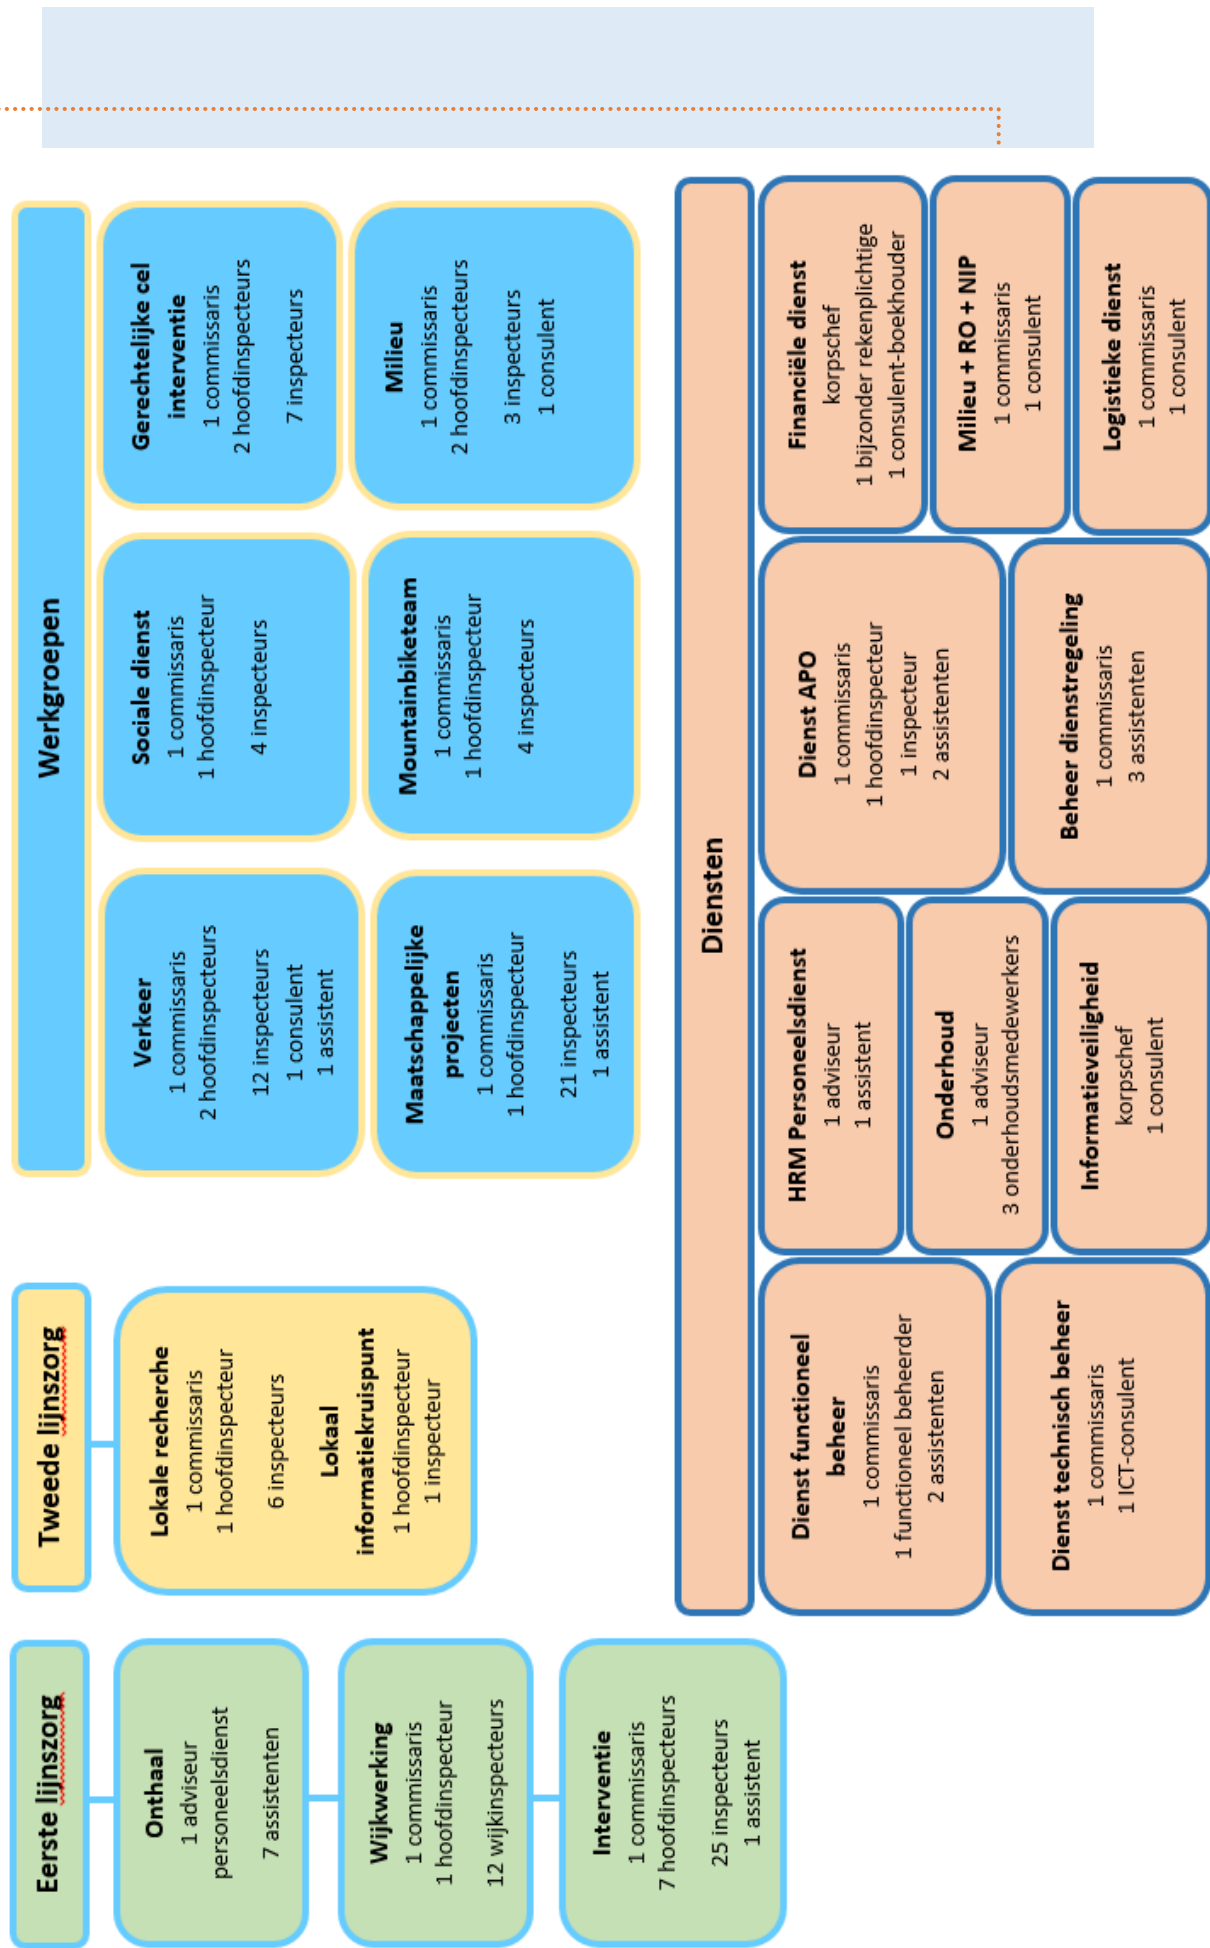 Eerste lijnszorg
Onthaal
1 adviseur
personeelsdienst
7 assistenten
Wijkwerking
1 commissaris
1 hoofdinspecteur
12 wijkinspecteurs
Interventie
1 commissaris
7 hoofdinspecteurs
25 inspecteurs
1 assistent
Tweede lijnszorg
Lokale recherche
1 commissaris
1 hoofdinspecteur
6 inspecteurs
Lokaal
informatiekruispunt
1 hoofdinspecteur
1 inspecteur
Werkgroepen
Verkeer
1 commissaris
2 hoofdinspecteurs
12 inspecteurs
1 consulent
1 assistent
Sociale dienst
1 commissaris
1 hoofdinspecteur
4 inspecteurs
Gerechtelijke cel
interventie
1 commissaris
2 hoofdinspecteurs
7 inspecteurs
Maatschappelijke
projecten
1 commissaris
1 hoofdinspecteur
21 inspecteurs
1 assistent
Mountainbiketeam
1 commissaris
1 hoofdinspecteur
4 inspecteurs
Milieu
1 commissaris
2 hoofdinspecteurs
3 inspecteurs
1 consulent
Diensten
Dienst functioneel
beheer
1 commissaris
1 functioneel beheerder
2 assistenten
Dienst technisch beheer
1 commissaris
1 ICT-consulent
HRM Personeelsdienst
1 adviseur
1 assistent
Onderhoud
1 adviseur
3 onderhoudsmedewerkers
Informatieveiligheid
korpschef
1 consulent
Dienst APO
1 commissaris
1 hoofdinspecteur
1 inspecteur
2 assistenten
Beheer dienstregeling
1 commissaris
3 assistenten
Financiële dienst
korpschef
1 bijzonder rekenplichtige
1 consulent-boekhouder
Milieu + RO + NIP
1 commissaris
1 consulent
Logistieke dienst
1 commissaris
1 consulent